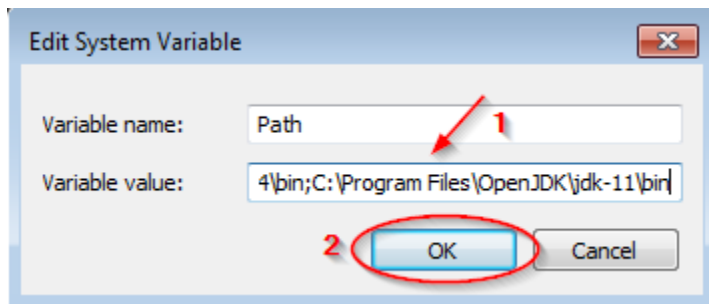 Edit System Variable
Variable name: Path 1
Variable value: 4\bin;C:\Program Files\OpenJDK\jdk-11\bin
2 OK Cancel